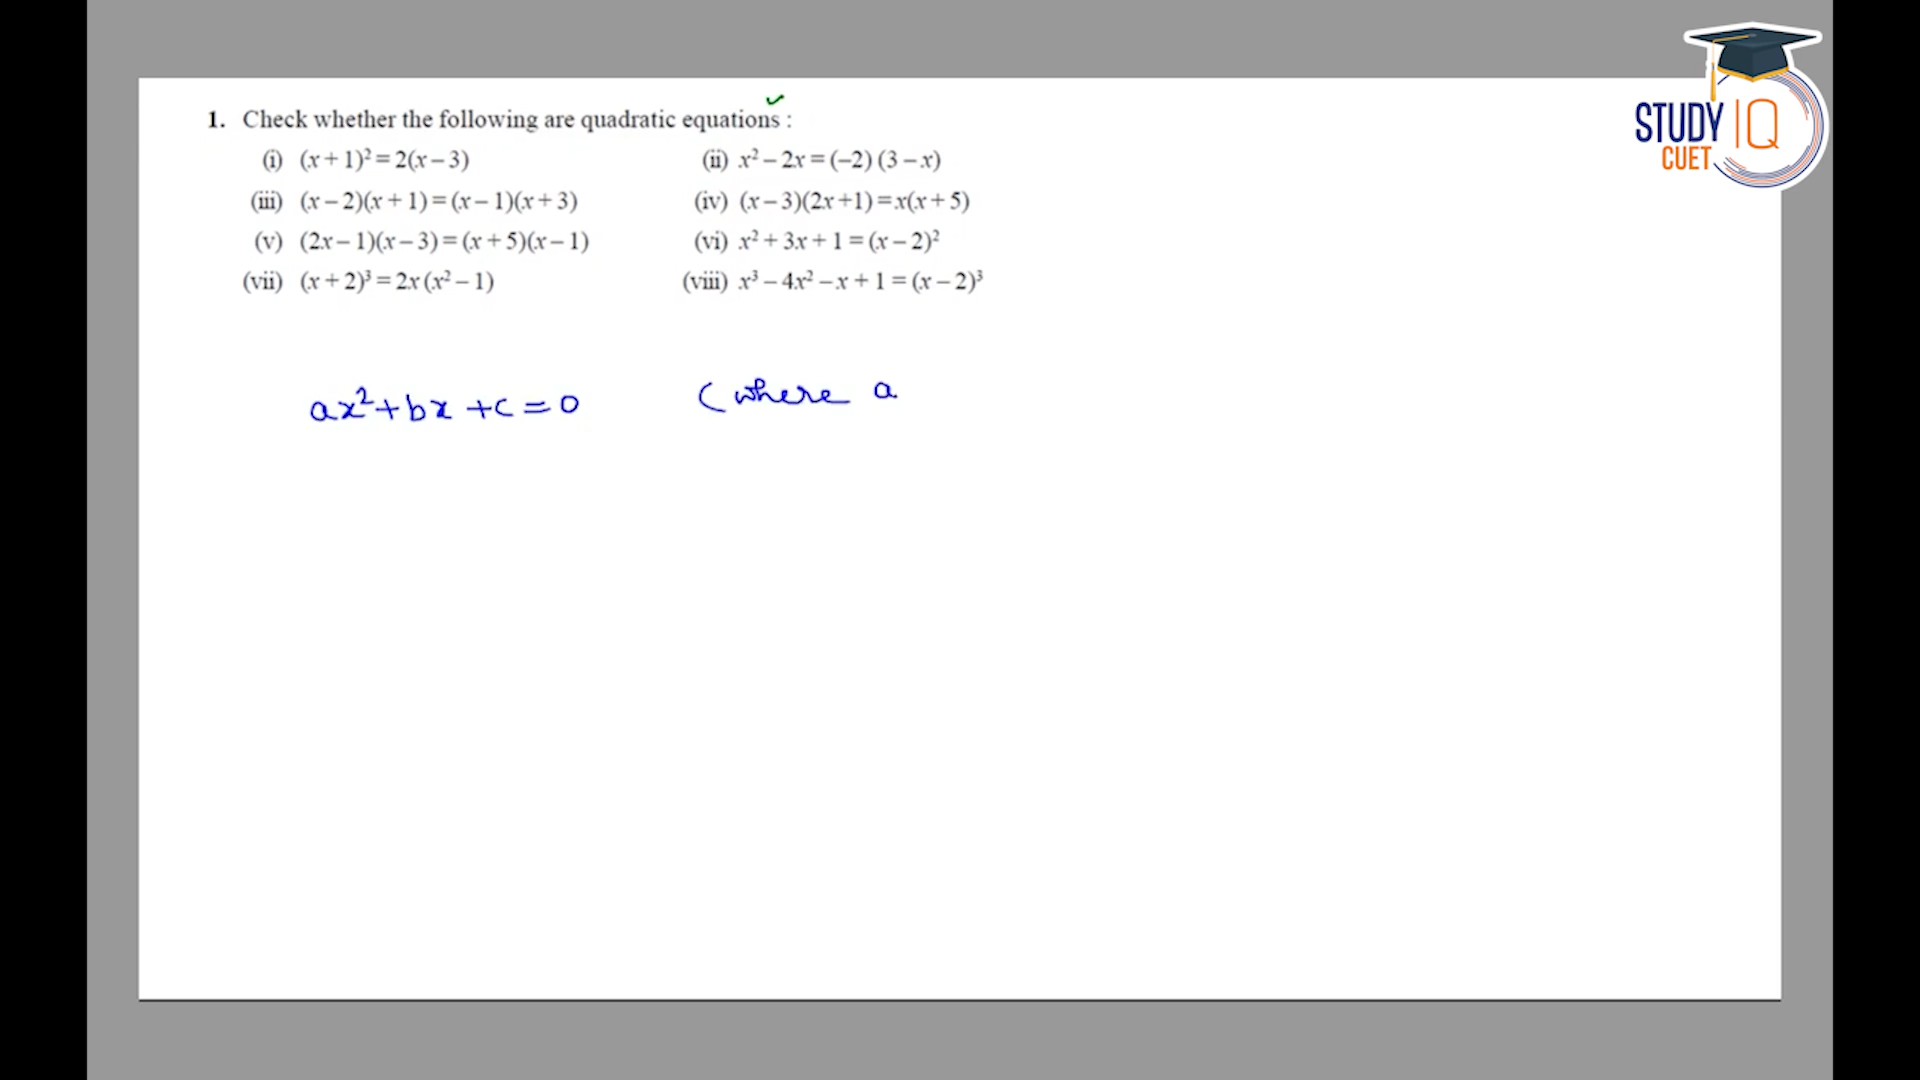 STUDY IQ
CUET
1. Check whether the following are quadratic equations :
(i) (x + 1)² = 2(x – 3) (ii) x² – 2x = (–2) (3 – x)
(iii) (x – 2)(x + 1) = (x – 1)(x + 3) (iv) (x – 3)(2x +1) = x(x + 5)
(v) (2x – 1)(x – 3) = (x + 5)(x – 1) (vi) x² + 3x + 1 = (x – 2)²
(vii) (x + 2)³ = 2x (x² – 1) (viii) x³ – 4x² – x + 1 = (x – 2)³
ax²+bx +c = 0 (where a